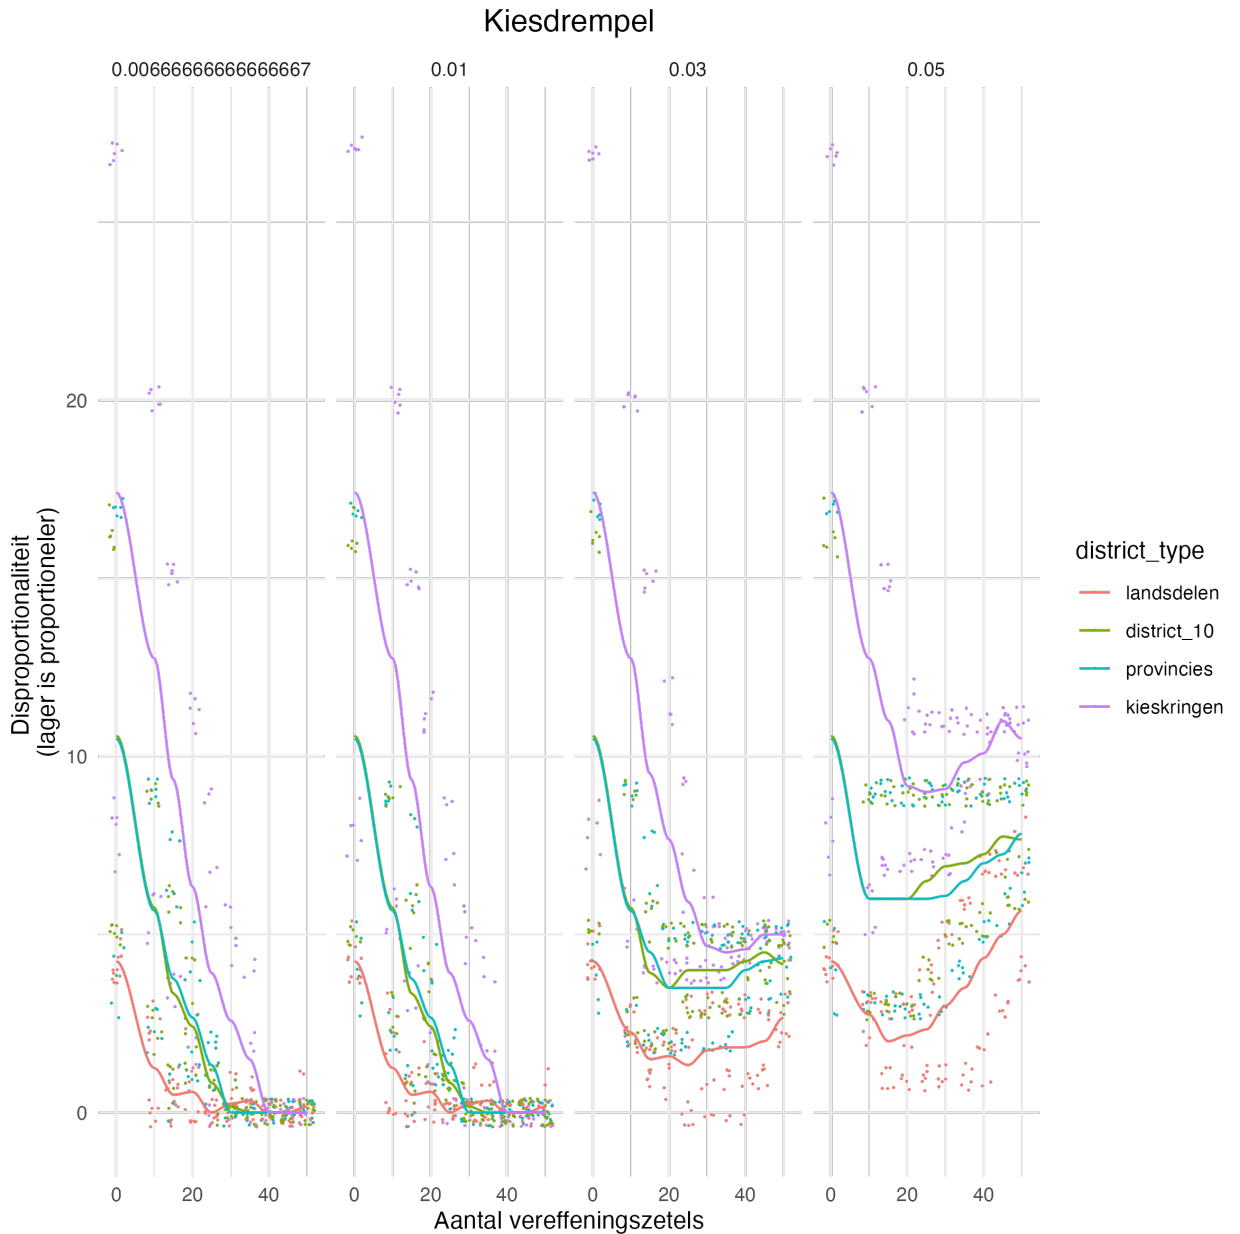 Kiesdrempel
0.006666666666666667 0.01 0.03 0.05
20
10
0
Disproportionaliteit
(lager is proportioneler)
0 20 40 0 20 40 0 20 40 0 20 40
Aantal vereffeningszetels
district_type
landsdelen
district_10
provincies
kieskringen